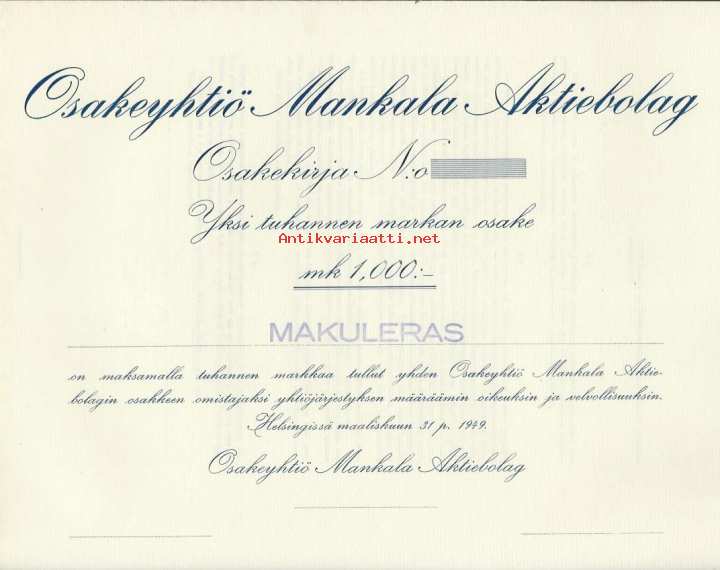 Osakeyhtiö Mankala Aktiebolag
Osakekirja N:o
Yksi tuhannen markan osake
Antikvariaatti.net
mk 1,000:-
MAKULERAS
on maksamalla tuhannen markkaa tullut yhden Osakeyhtiö Mankala Aktie-
bolagin osakkeen omistajaksi yhtiöjärjestyksen määräämin oikeuksin ja velvollisuuksin.
Helsingissä maaliskuun 31 p. 1949.
Osakeyhtiö Mankala Aktiebolag